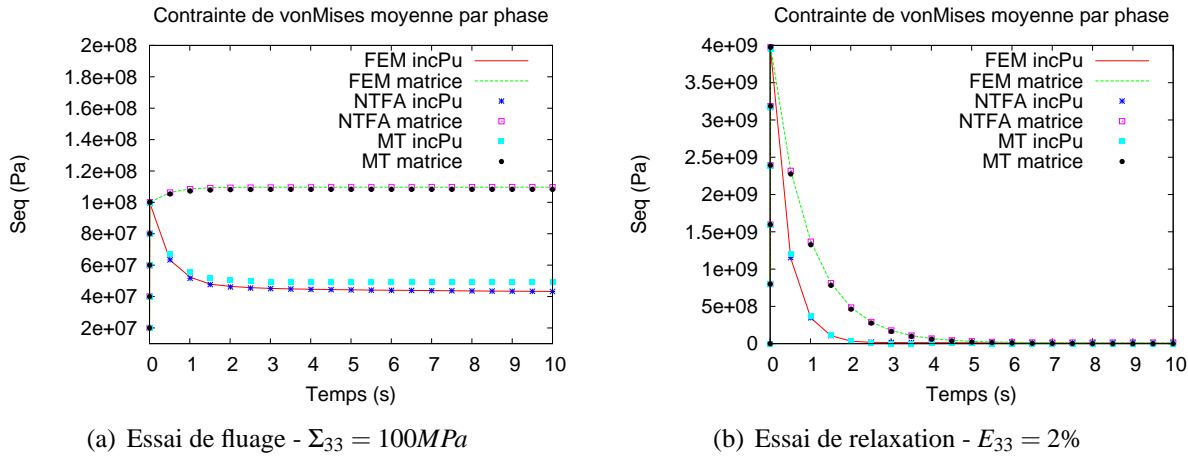 Contrainte de vonMises moyenne par phase
2e+08
1.8e+08
1.6e+08
1.4e+08
1.2e+08
1e+08
8e+07
6e+07
4e+07
2e+07
Seq (Pa)
FEM incPu
FEM matrice
NTFA incPu
NTFA matrice
MT incPu
MT matrice
0 1 2 3 4 5 6 7 8 9 10
Temps (s)
(a) Essai de fluage - Σ33 = 100MPa
Contrainte de vonMises moyenne par phase
4e+09
3.5e+09
3e+09
2.5e+09
2e+09
1.5e+09
1e+09
5e+08
0
Seq (Pa)
FEM incPu
FEM matrice
NTFA incPu
NTFA matrice
MT incPu
MT matrice
0 1 2 3 4 5 6 7 8 9 10
Temps (s)
(b) Essai de relaxation - E33 = 2%